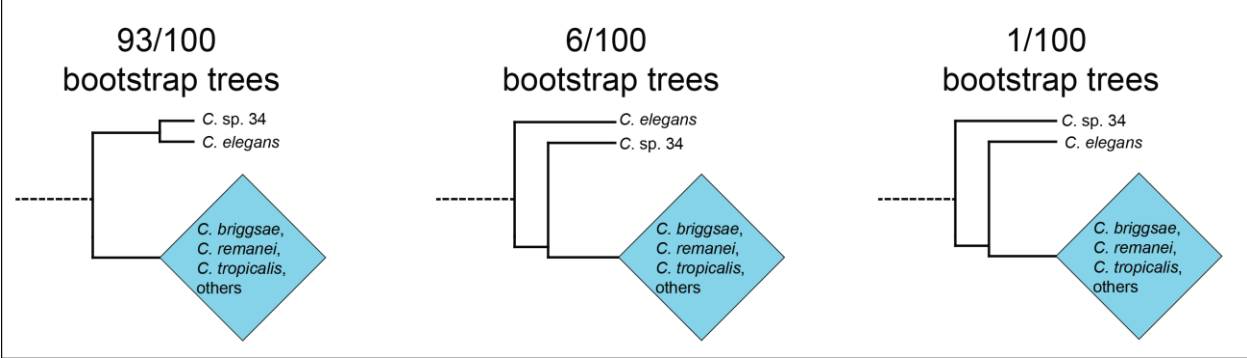 93/100
bootstrap trees
C. sp. 34
C. elegans
C. briggsae,
C. remanei,
C. tropicalis,
others
6/100
bootstrap trees
C. elegans
C. sp. 34
C. briggsae,
C. remanei,
C. tropicalis,
others
1/100
bootstrap trees
C. sp. 34
C. elegans
C. briggsae,
C. remanei,
C. tropicalis,
others